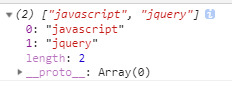 ▼(2) ["javascript", "jquery"] i
0: "javascript"
1: "jquery"
length: 2
▶__proto__: Array(0)